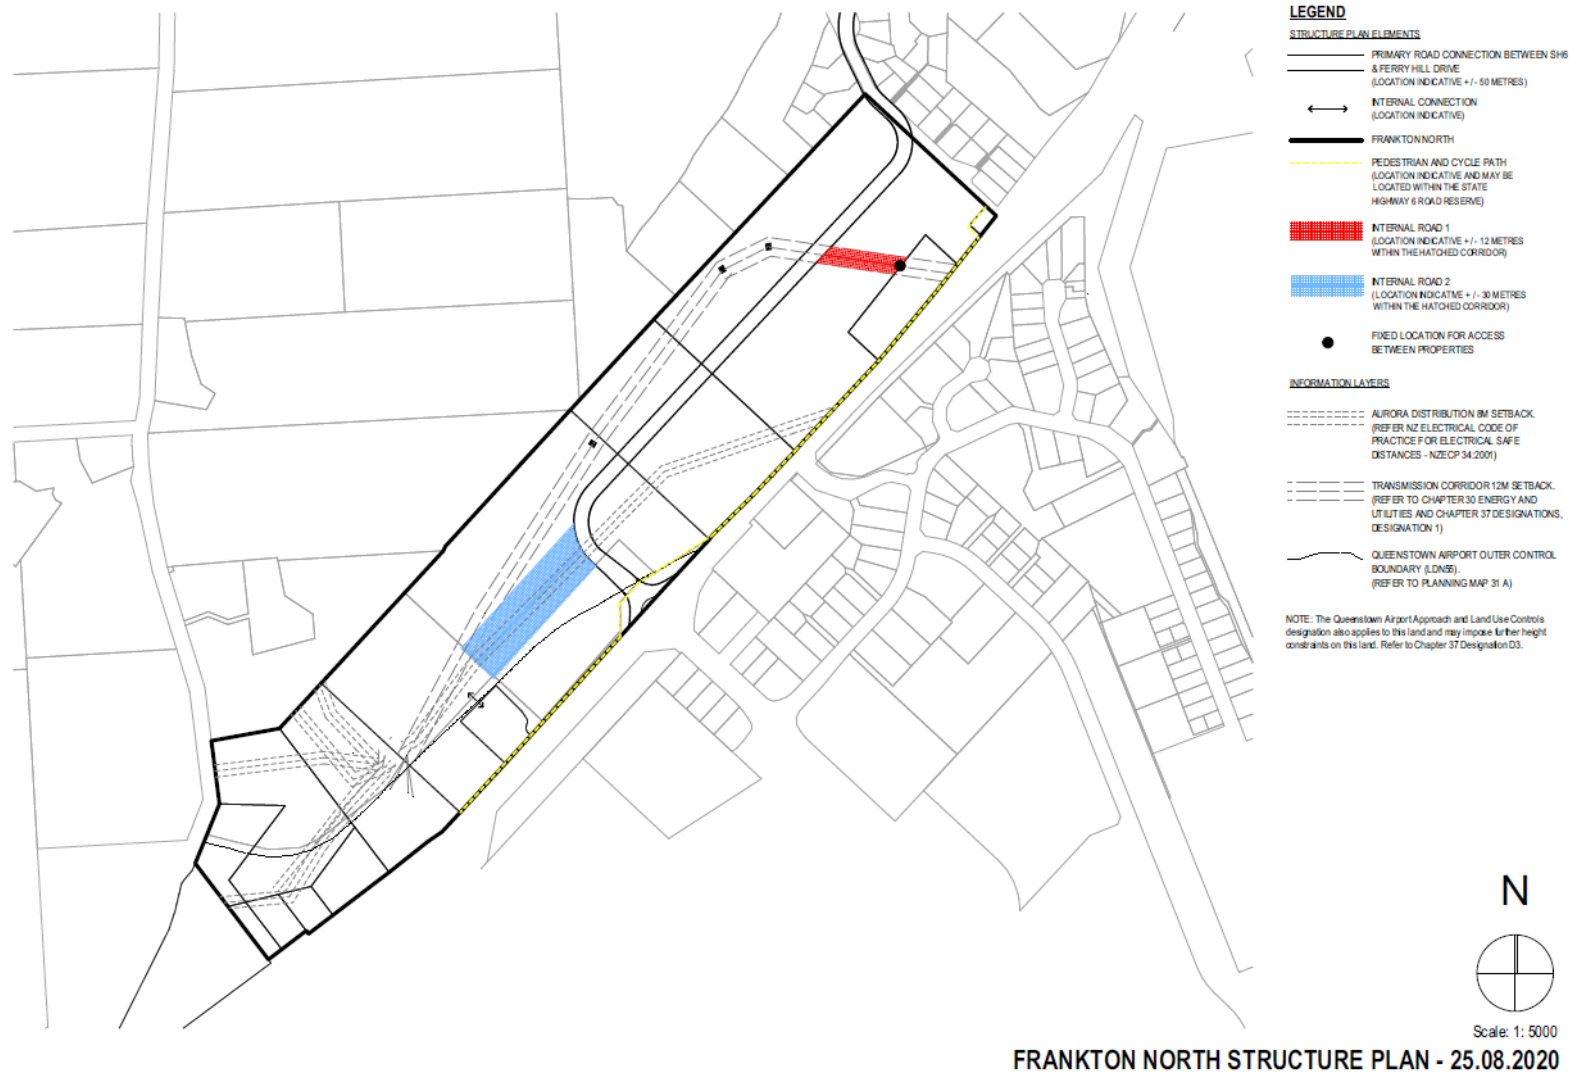 LEGEND
STRUCTURE PLAN ELEMENTS
PRIMARY ROAD CONNECTION BETWEEN SH6
& FERRY HILL DRIVE
(LOCATION INDICATIVE +/- 50 METRES)
INTERNAL CONNECTION
(LOCATION INDICATIVE)
FRANKTON NORTH
PEDESTRIAN AND CYCLE PATH
(LOCATION INDICATIVE AND MAY BE
LOCATED WITHIN THE STATE
HIGHWAY 6 ROAD RESERVE)
INTERNAL ROAD 1
(LOCATION INDICATIVE +/- 12 METRES
WITHIN THE HATCHED CORRIDOR)
INTERNAL ROAD 2
(LOCATION INDICATIVE +/- 30 METRES
WITHIN THE HATCHED CORRIDOR)
FIXED LOCATION FOR ACCESS
BETWEEN PROPERTIES
INFORMATION LAYERS
AURORA DISTRIBUTION 8M SETBACK.
(REFER NZ ELECTRICAL CODE OF
PRACTICE FOR ELECTRICAL SAFE
DISTANCES - NZECP 34:2001)
TRANSMISSION CORRIDOR 12M SETBACK.
(REFER TO CHAPTER 30 ENERGY AND
UTILITIES AND CHAPTER 37 DESIGNATIONS,
DESIGNATION 1)
QUEENSTOWN AIRPORT OUTER CONTROL
BOUNDARY (LDN55).
(REFER TO PLANNING MAP 31 A)
NOTE: The Queenstown Airport Approach and Land Use Controls
designation also applies to this land and may impose further height
constraints on this land. Refer to Chapter 37 Designation D3.
N
Scale: 1: 5000
FRANKTON NORTH STRUCTURE PLAN - 25.08.2020